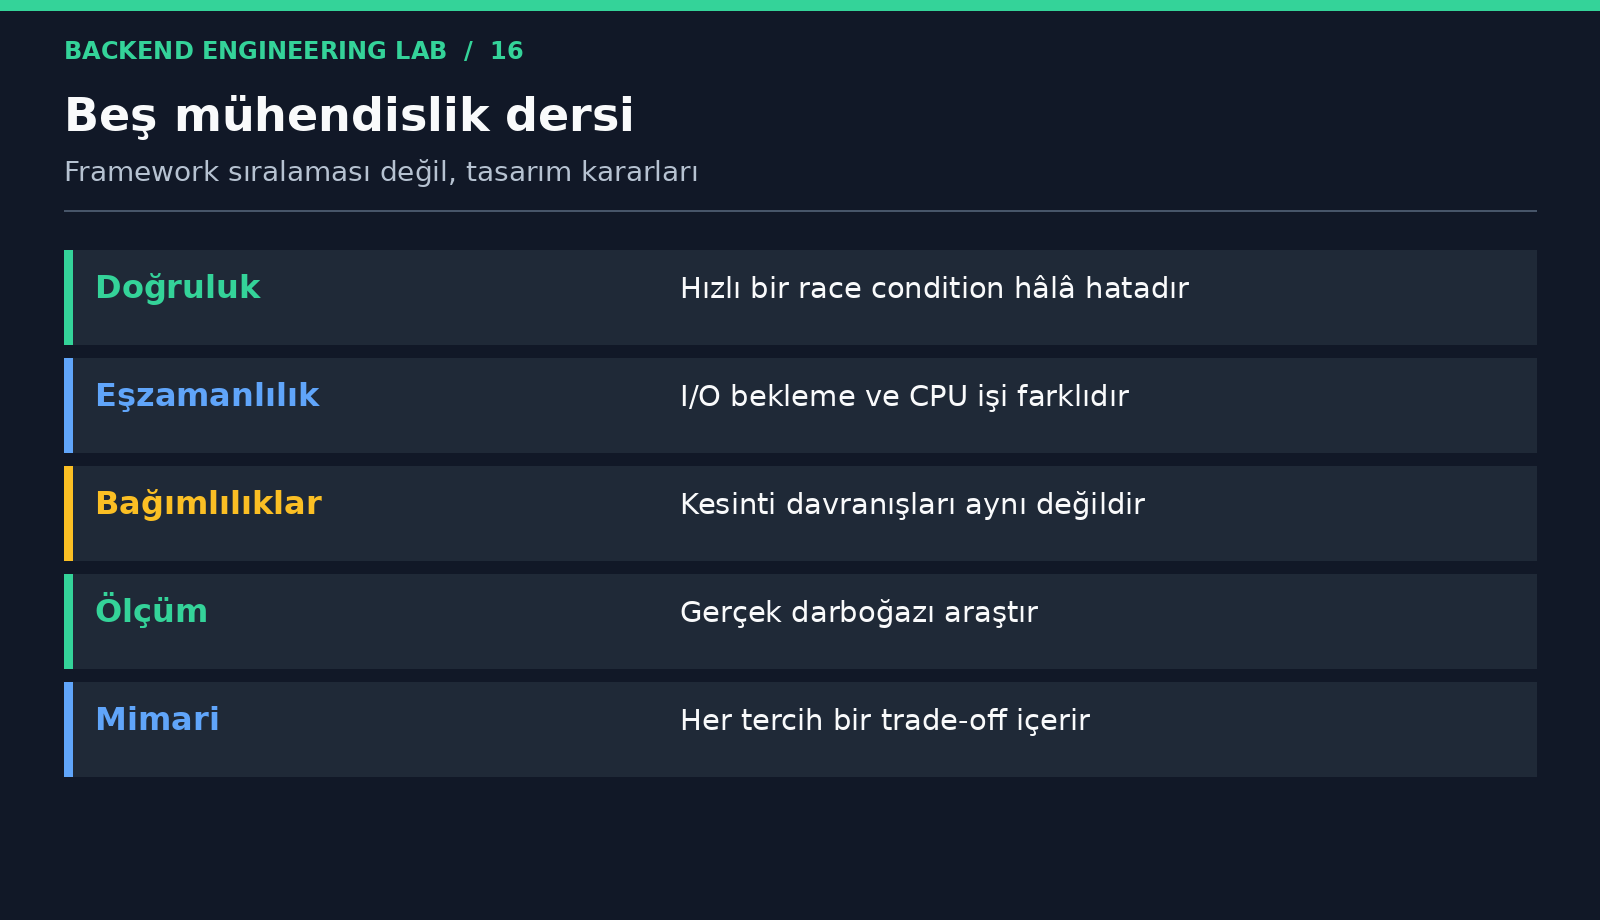 BACKEND ENGINEERING LAB / 16
Beş mühendislik dersi
Framework sıralaması değil, tasarım kararları
Doğruluk
Hızlı bir race condition hâlâ hatadır
Eşzamanlılık
I/O bekleme ve CPU işi farklıdır
Bağımlılıklar
Kesinti davranışları aynı değildir
Ölçüm
Gerçek darboğazı araştır
Mimari
Her tercih bir trade-off içerir